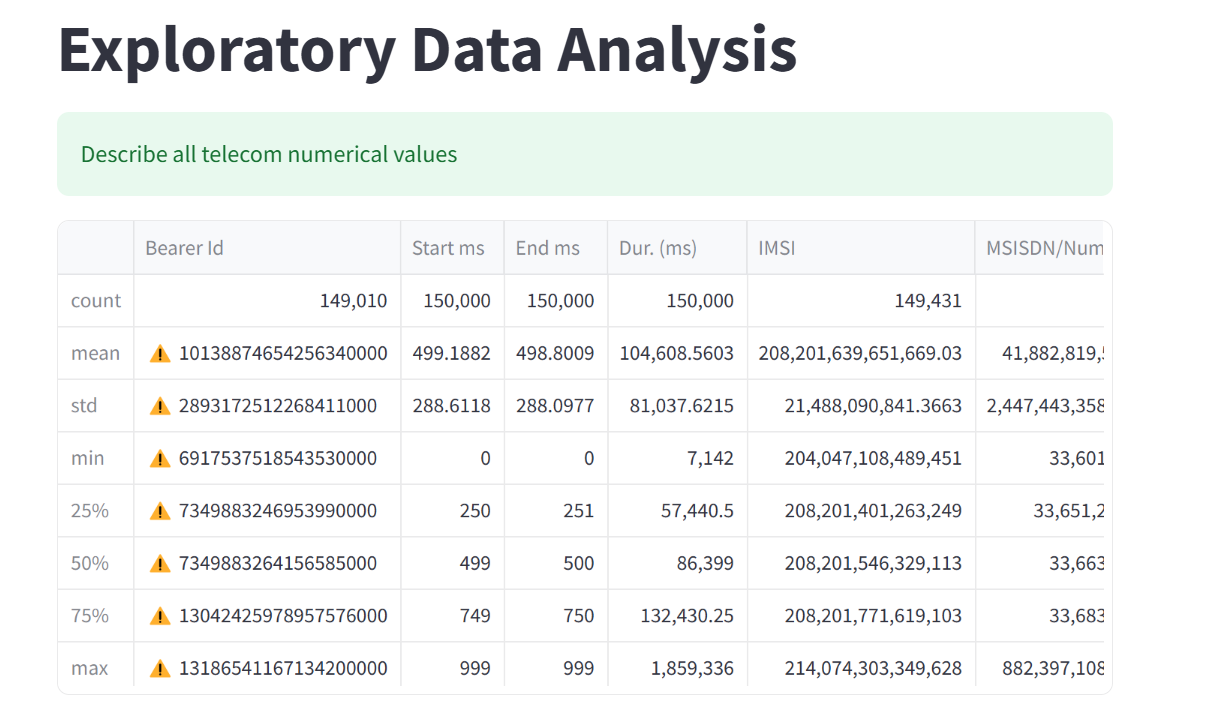 Exploratory Data Analysis
Describe all telecom numerical values
Bearer Id Start ms End ms Dur. (ms) IMSI MSISDN/Num
count 149,010 150,000 150,000 150,000 149,431
mean 10138874654256340000 499.1882 498.8009 104,608.5603 208,201,639,651,669.03 41,882,819,
std 2893172512268411000 288.6118 288.0977 81,037.6215 21,488,090,841.3663 2,447,443,358
min 6917537518543530000 0 0 7,142 204,047,108,489,451 33,601
25% 7349883246953990000 250 251 57,440.5 208,201,401,263,249 33,651,2
50% 7349883264156585000 499 500 86,399 208,201,546,329,113 33,663
75% 13042425978957576000 749 750 132,430.25 208,201,771,619,103 33,683
max 13186541167134200000 999 999 1,859,336 214,074,303,349,628 882,397,108